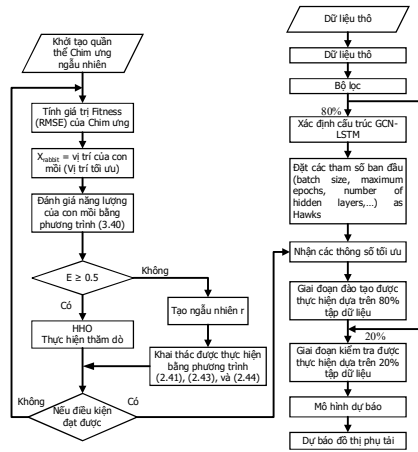 Khởi tạo quần
thể Chim ưng
ngẫu nhiên
Tính giá trị Fitness
(RMSE) của Chim ưng
Xrabbit = vị trí của con
mồi (Vị trí tối ưu)
Đánh giá năng lượng
của con mồi bằng
phương trình (3.40)
E ≥ 0.5
Không
Có
Tạo ngẫu nhiên r
HHO
Thực hiện thăm dò
Khai thác được thực hiện
bằng phương trình
(2.41), (2.43), và (2.44)
Không
Nếu điều kiện
đạt được
Có
Dữ liệu thô
Dữ liệu thô
Bộ lọc
80%
Xác định cấu trúc GCN-
LSTM
Đặt các tham số ban đầu
(batch size, maximum
epochs, number of
hidden layers,...) as
Hawks
Nhận các thông số tối ưu
Giai đoạn đào tạo được
thực hiện dựa trên 80%
tập dữ liệu
20%
Giai đoạn kiểm tra được
thực hiện dựa trên 20%
tập dữ liệu
Mô hình dự báo
Dự báo đồ thị phụ tải